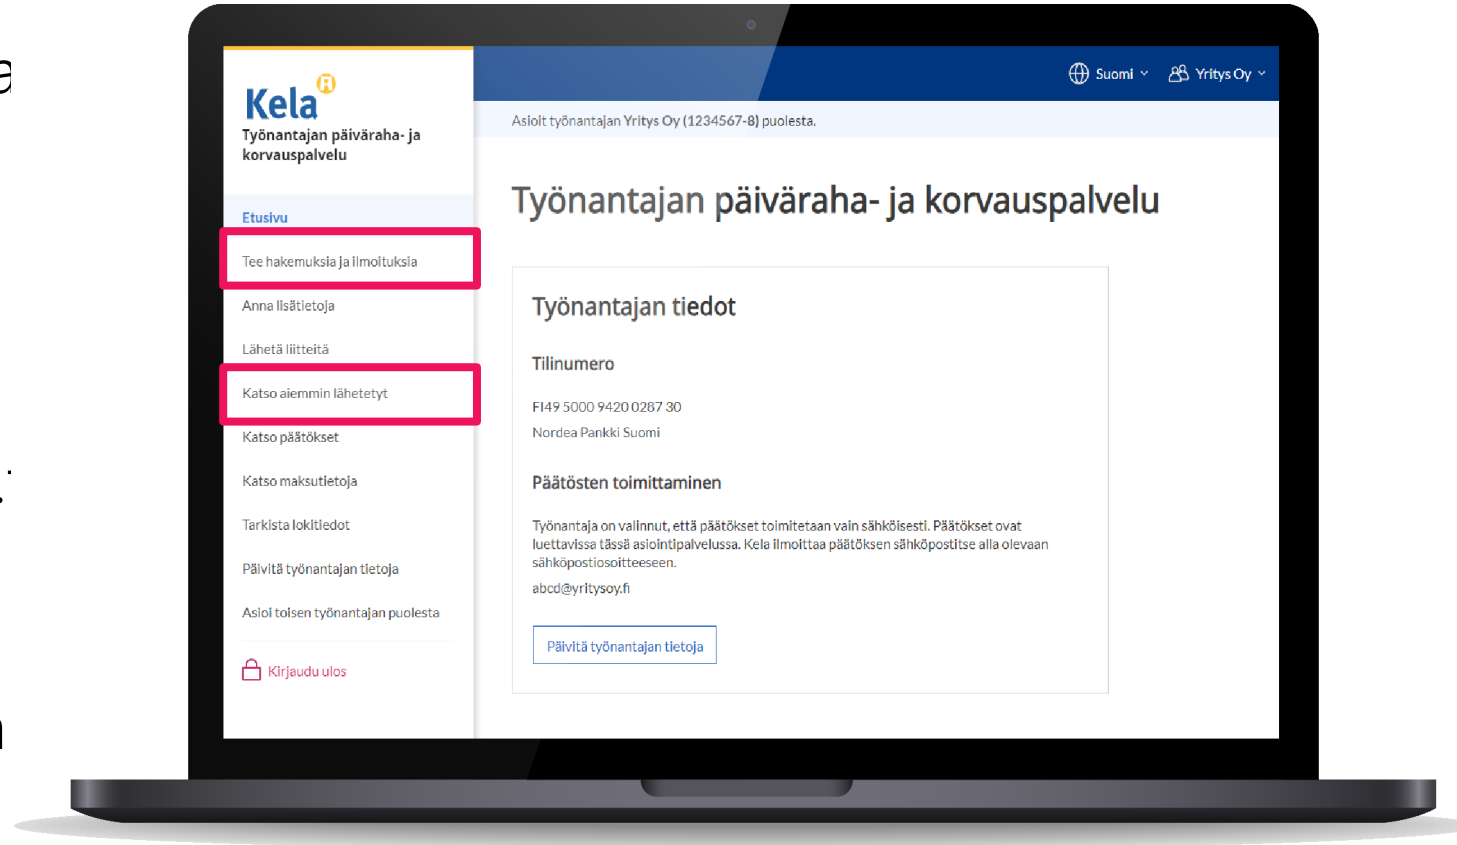 Kela
Työnantajan päiväraha- ja
korvauspalvelu
Etusivu
Tee hakemuksia ja ilmoituksia
Anna lisätietoja
Lähetä liitteitä
Katso aiemmin lähetetyt
Katso päätökset
Katso maksutietoja
Tarkista lokitiedot
Päivitä työnantajan tietoja
Asioi toisen työnantajan puolesta
Kirjaudu ulos
Suomi
Yritys Oy
Asioit työnantajan Yritys Oy (1234567-8) puolesta.
Työnantajan päiväraha- ja korvauspalvelu
Työnantajan tiedot
Tilinumero
FI49 5000 9420 0287 30
Nordea Pankki Suomi
Päätösten toimittaminen
Työnantaja on valinnut, että päätökset toimitetaan vain sähköisesti. Päätökset ovat
luettavissa tässä asiointipalvelussa. Kela ilmoittaa päätöksen sähköpostitse alla olevaan
sähköpostiosoitteeseen.
abcd@yritysoy.fi
Päivitä työnantajan tietoja